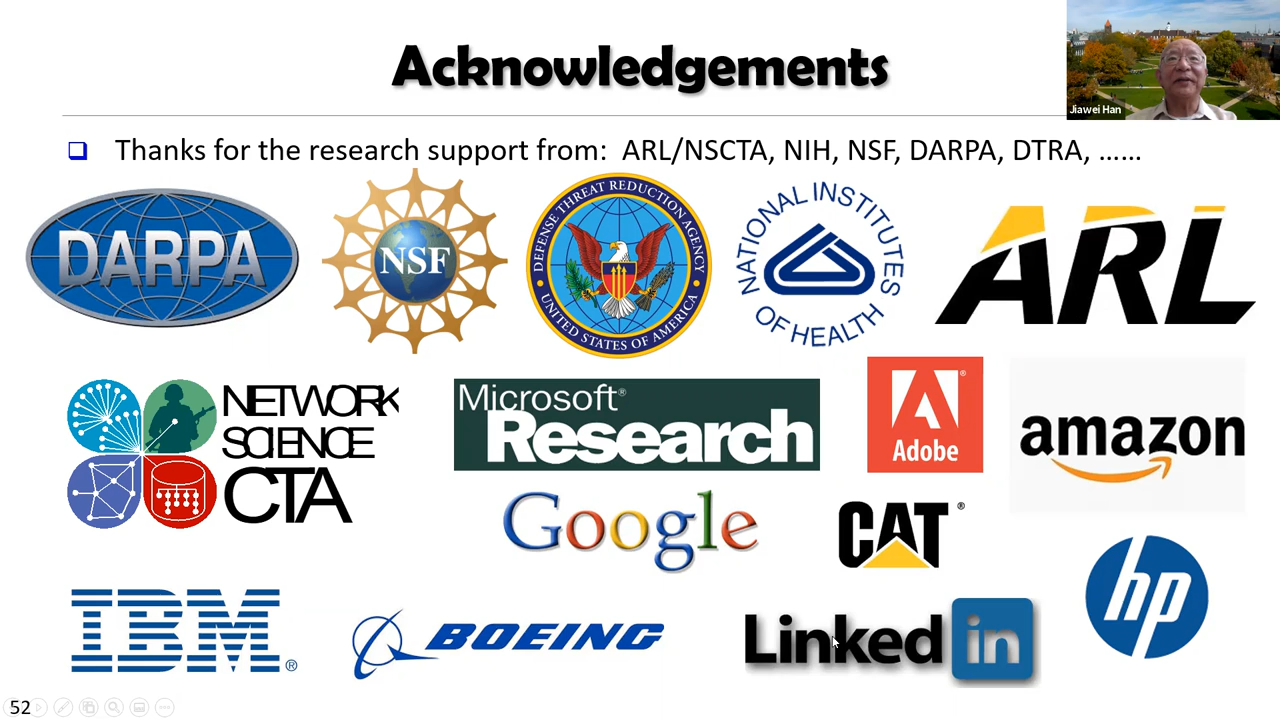 Acknowledgements
Jiawei Han
❑ Thanks for the research support from: ARL/NSCTA, NIH, NSF, DARPA, DTRA, ……
DARPA
NSF
DEFENSE THREAT REDUCTION AGENCY
UNITED STATES OF AMERICA
NATIONAL INSTITUTES
OF HEALTH
ARL
NETWORK
SCIENCE
CTA
Microsoft®
Research
Adobe®
amazon
Google
CAT®
hp
IBM®
BOEING
Linked in
52